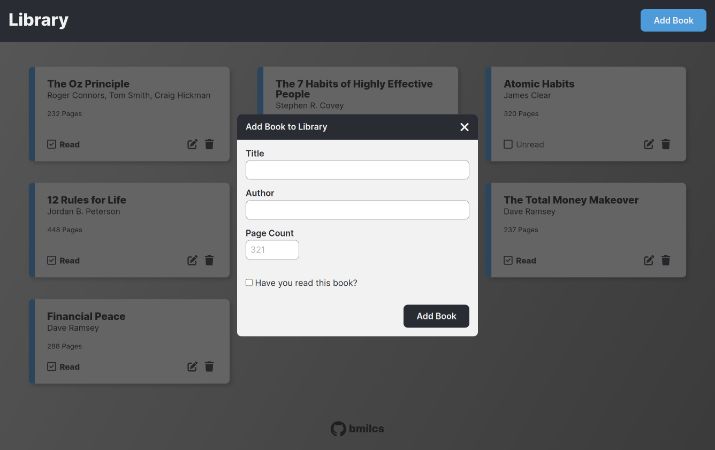 Library
Add Book
The Oz Principle
Roger Connors, Tom Smith, Craig Hickman
232 Pages
Read
The 7 Habits of Highly Effective
People
Stephen R. Covey
Atomic Habits
James Clear
320 Pages
Unread
Add Book to Library
Title
Author
Page Count
321
Have you read this book?
Add Book
12 Rules for Life
Jordan B. Peterson
448 Pages
Read
The Total Money Makeover
Dave Ramsey
237 Pages
Read
Financial Peace
Dave Ramsey
288 Pages
Read
bmilcs